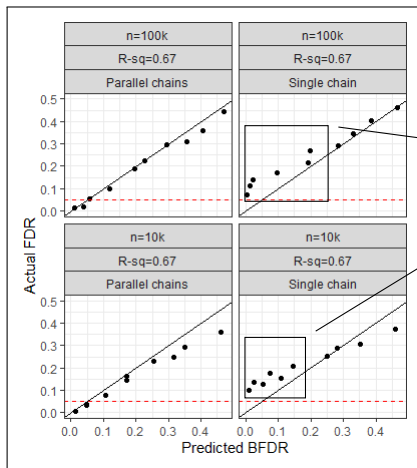 n=100k
n=100k
R-sq=0.67
R-sq=0.67
Parallel chains
Single chain
0.5
0.4
0.3
0.2
0.1
0.0
n=10k
n=10k
R-sq=0.67
R-sq=0.67
Parallel chains
Single chain
0.5
0.4
0.3
0.2
0.1
0.0
Actual FDR
0.0 0.1 0.2 0.3 0.4
0.0 0.1 0.2 0.3 0.4
Predicted BFDR